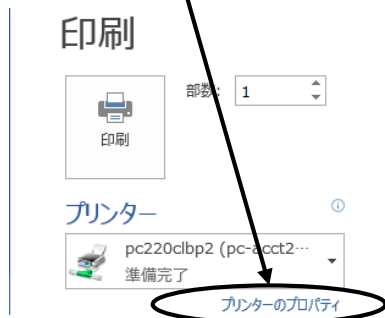 印刷
部数: 1
印刷
プリンター
pc220clbp2 (pc-acct2…
準備完了
プリンターのプロパティ